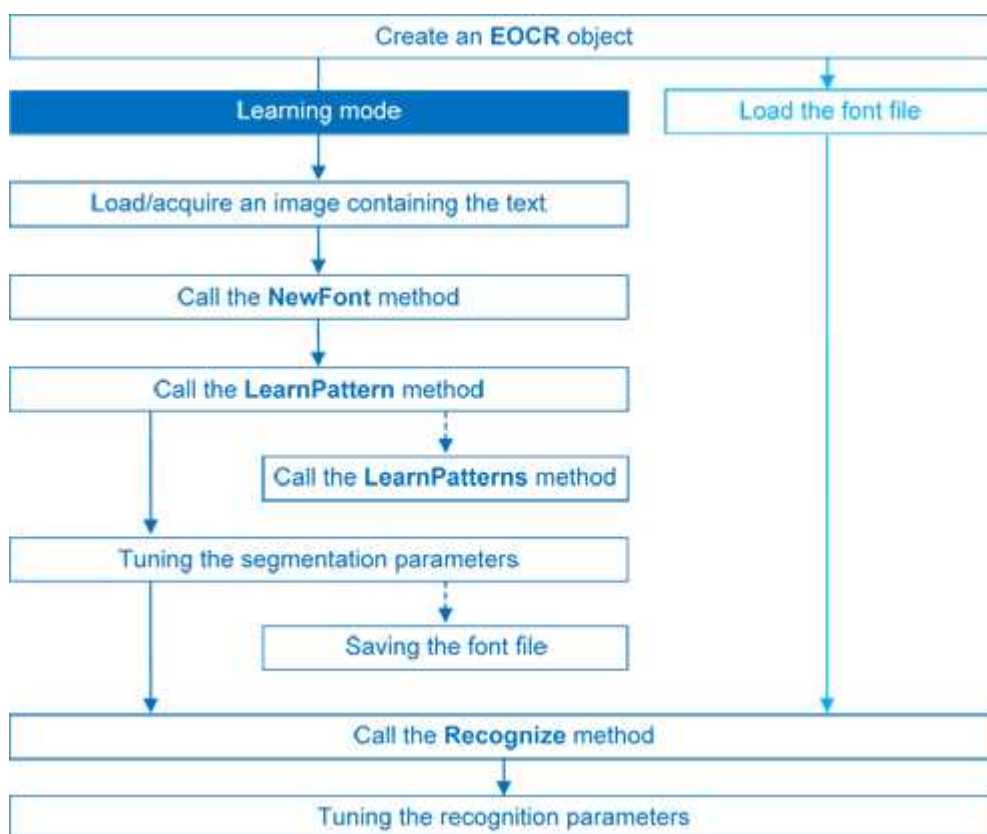 Create an EOCR object
Learning mode
Load the font file
Load/acquire an image containing the text
Call the NewFont method
Call the LearnPattern method
Call the LearnPatterns method
Tuning the segmentation parameters
Saving the font file
Call the Recognize method
Tuning the recognition parameters